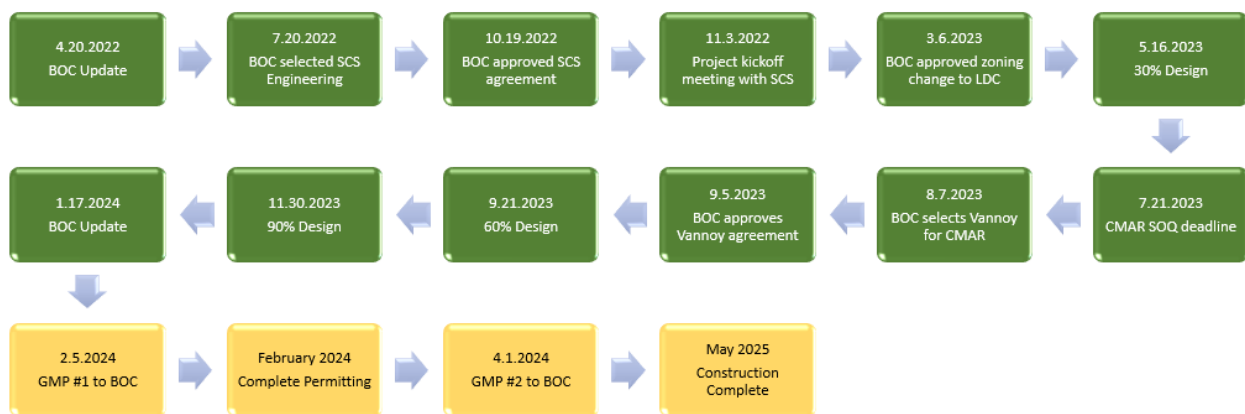 4.20.2022
BOC Update
7.20.2022
BOC selected SCS
Engineering
10.19.2022
BOC approved SCS
agreement
11.3.2022
Project kickoff
meeting with SCS
3.6.2023
BOC approved zoning
change to LDC
5.16.2023
30% Design
7.21.2023
CMAR SOQ deadline
8.7.2023
BOC selects Vannoy
for CMAR
9.5.2023
BOC approves
Vannoy agreement
9.21.2023
60% Design
11.30.2023
90% Design
1.17.2024
BOC Update
2.5.2024
GMP #1 to BOC
February 2024
Complete Permitting
4.1.2024
GMP #2 to BOC
May 2025
Construction
Complete